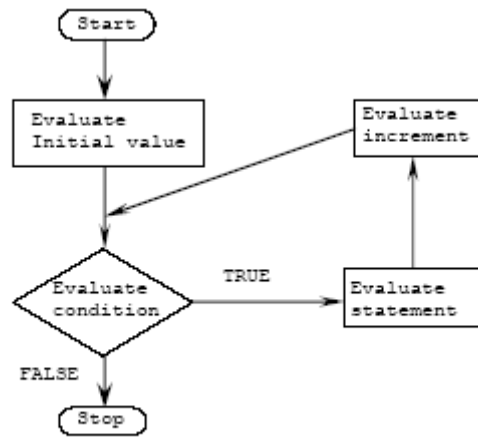 Start
Evaluate
Initial value
Evaluate
increment
Evaluate
condition
TRUE
Evaluate
statement
FALSE
Stop